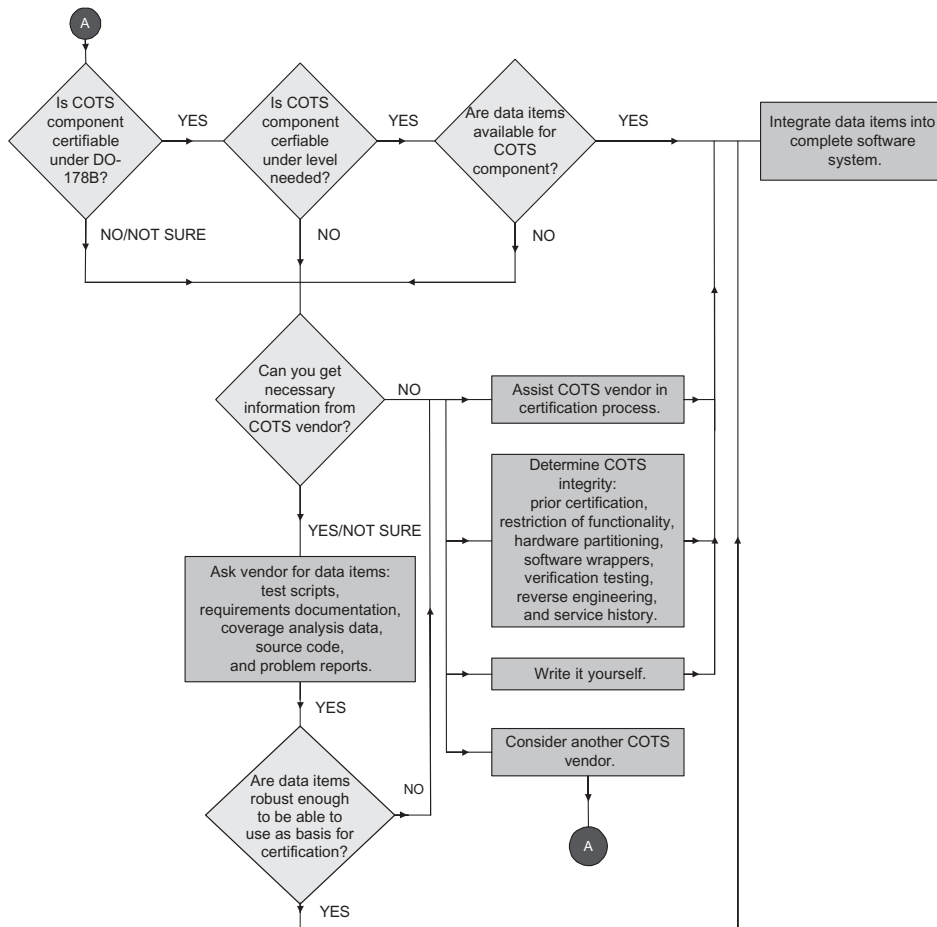 A
Is COTS
component
certifiable
under DO-
178B?
YES
Is COTS
component
cerfiable
under level
needed?
YES
Are data items
available for
COTS
component?
YES
Integrate data items into
complete software
system.
NO/NOT SURE
NO
NO
Can you get
necessary
information from
COTS vendor?
NO
Assist COTS vendor in
certification process.
Determine COTS
integrity:
prior certification,
restriction of functionality,
hardware partitioning,
software wrappers,
verification testing,
reverse engineering,
and service history.
YES/NOT SURE
Ask vendor for data items:
test scripts,
requirements documentation,
coverage analysis data,
source code,
and problem reports.
Write it yourself.
YES
Consider another COTS
vendor.
Are data items
robust enough
to be able to
use as basis for
certification?
NO
A
YES